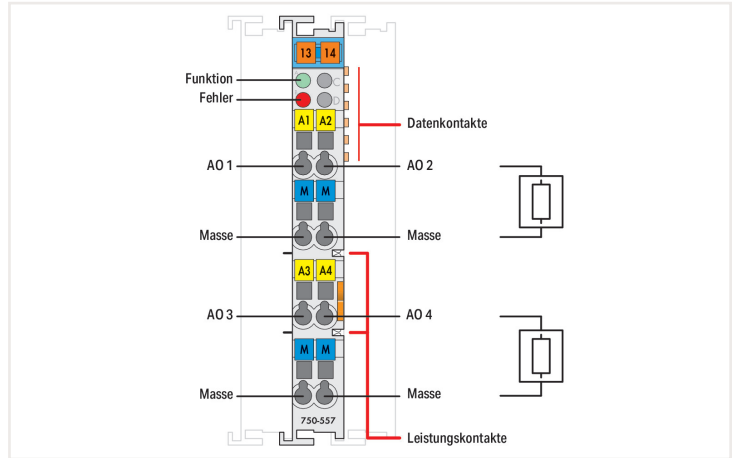 13 14
Funktion C
Fehler D
A1 A2
Datenkontakte
AO 1 AO 2
M M
Masse Masse
A3 A4
AO 3 AO 4
M M
Masse Masse
750-557
Leistungskontakte